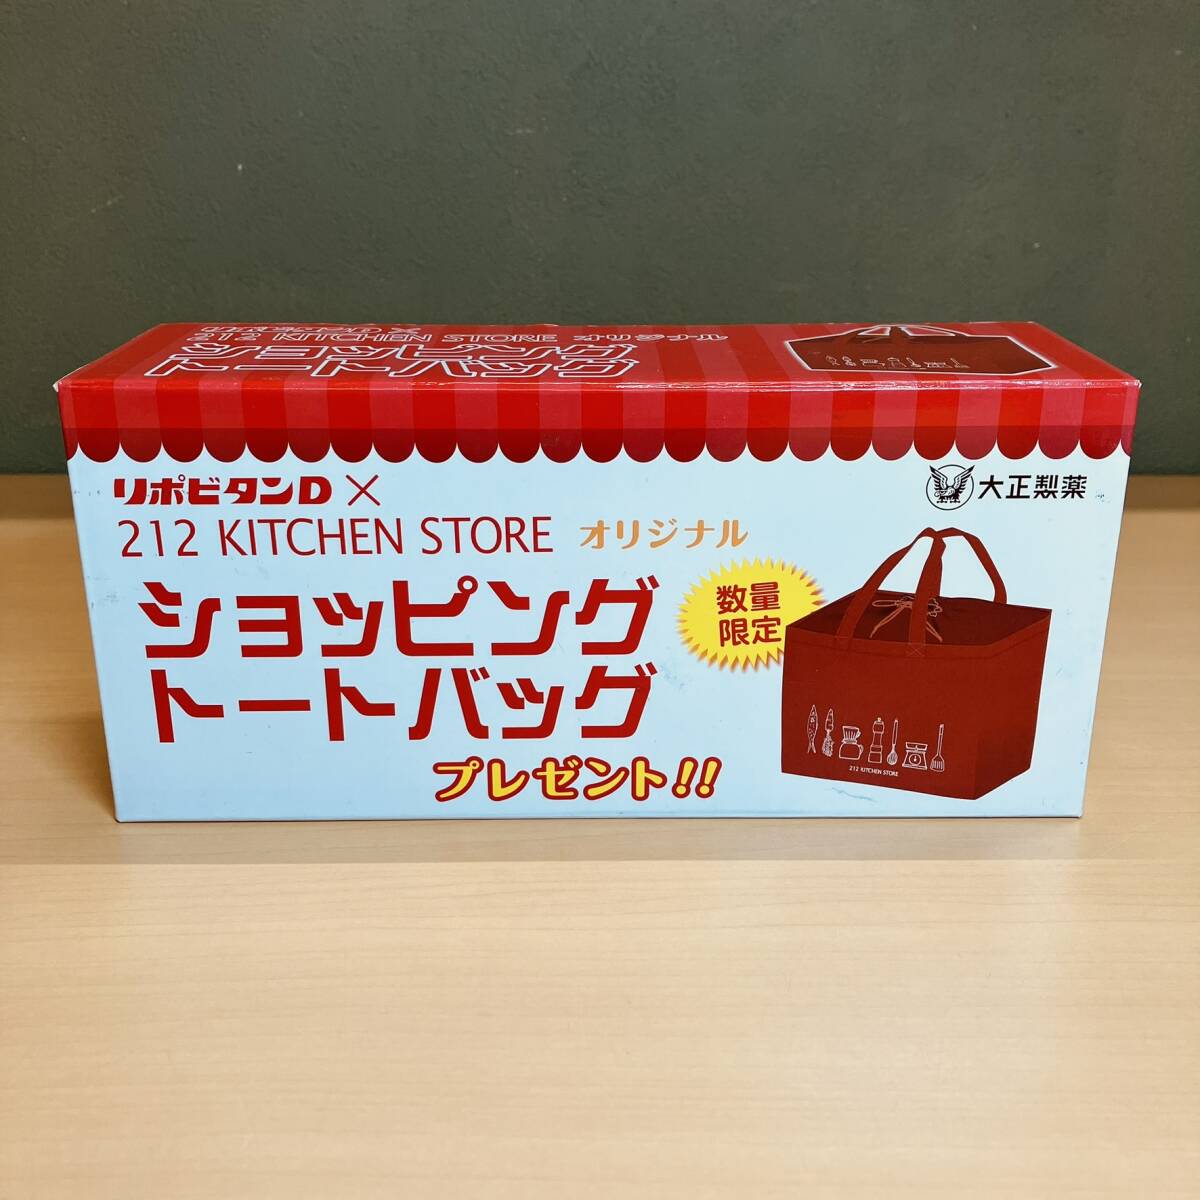 リポビタンD×
212 KITCHEN STORE オリジナル
ショッピング
トートバッグ
リポビタンD×
212 KITCHEN STORE オリジナル
ショッピング
トートバッグ
プレゼント!!
数量
限定
大正製薬
212 KITCHEN STORE